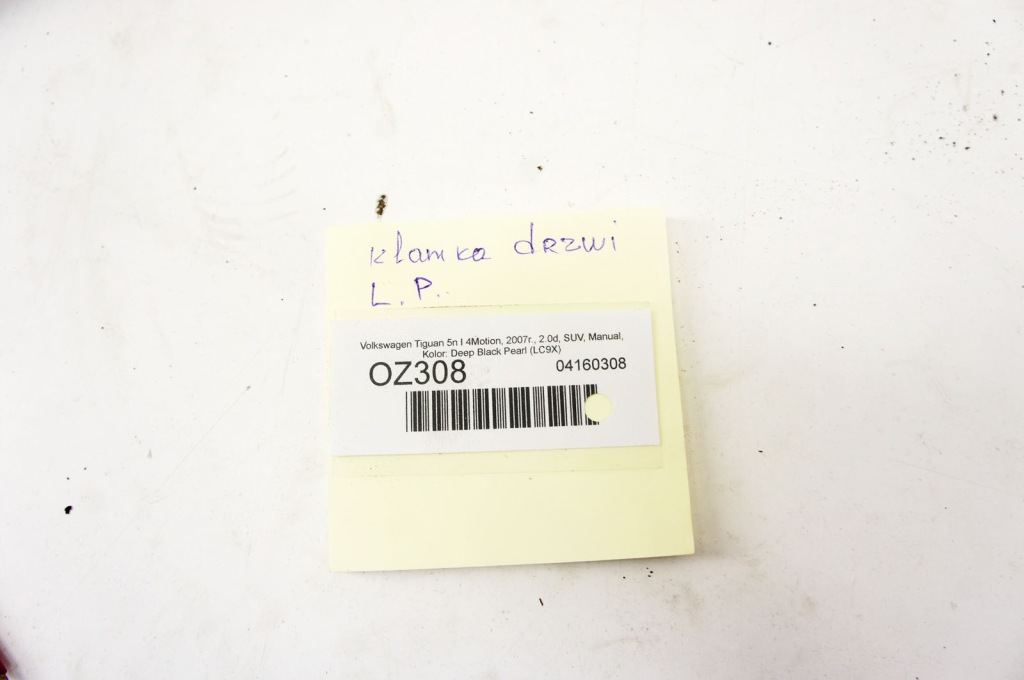 klamka drzwi
L.P..
Volkswagen Tiguan 5n I 4Motion, 2007r., 2.0d, SUV, Manual,
Kolor: Deep Black Pearl (LC9X)
OZ308 04160308